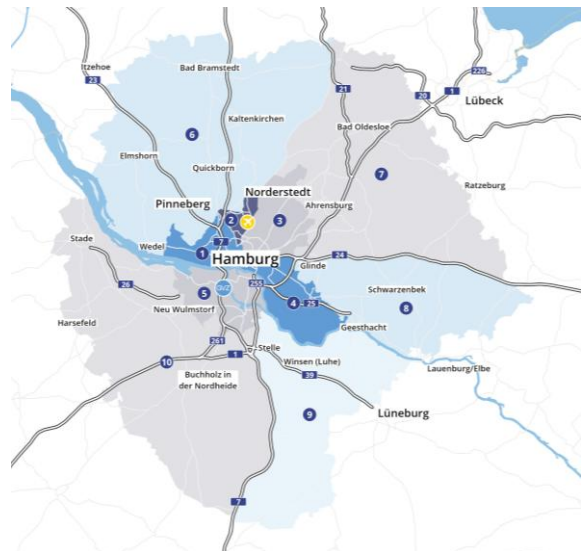 Itzehoe
Bad Bramstedt
23
21
226
1
20
Lübeck
Kaltenkirchen
Bad Oldesloe
6
Elmshorn
7
Quickborn
Ratzeburg
Norderstedt
Pinneberg
Ahrensburg
2
3
Stade
Wedel
7
1
Hamburg
24
Glinde
26
255
5
Schwarzenbek
4
25
8
Neu Wulmstorf
Harsefeld
Geesthacht
261
Stelle
10
1
Winsen (Luhe)
Lauenburg/Elbe
Buchholz in
der Nordheide
39
Lüneburg
9
7